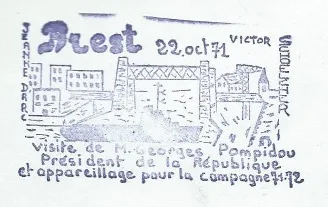 JEANNE D'ARC
Brest 22.oct 71 VICTOR
Visite de M. Georges Pompidou
Président de la République
et appareillage pour la campagne 71-72